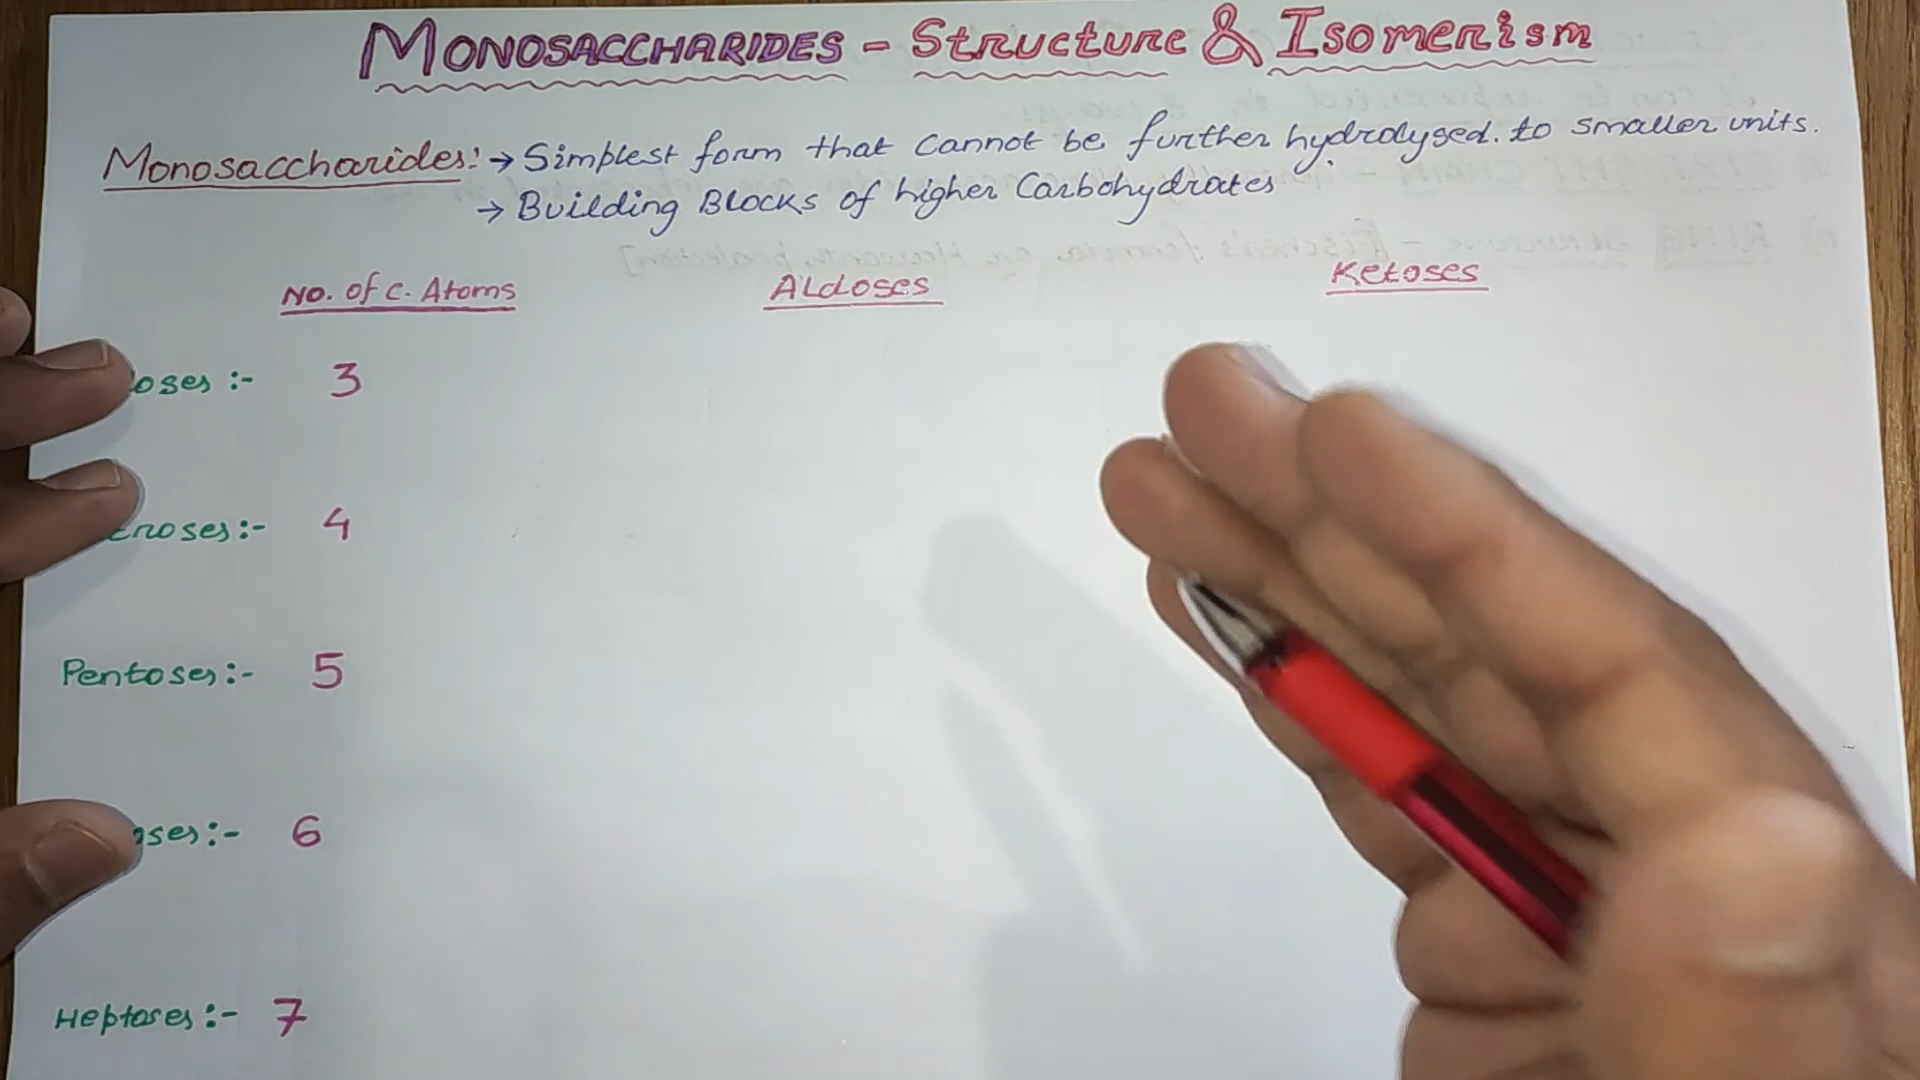 MONOSACCHARIDES - Structure & Isomerism
Monosaccharides:→ Simplest form that cannot be further hydrolysed. to smaller units.
→ Building Blocks of higher Carbohydrates
No. of C. Atoms Aldoses Ketoses
oses :- 3
roses:- 4
Pentoses:- 5
oses:- 6
Heptoses:- 7